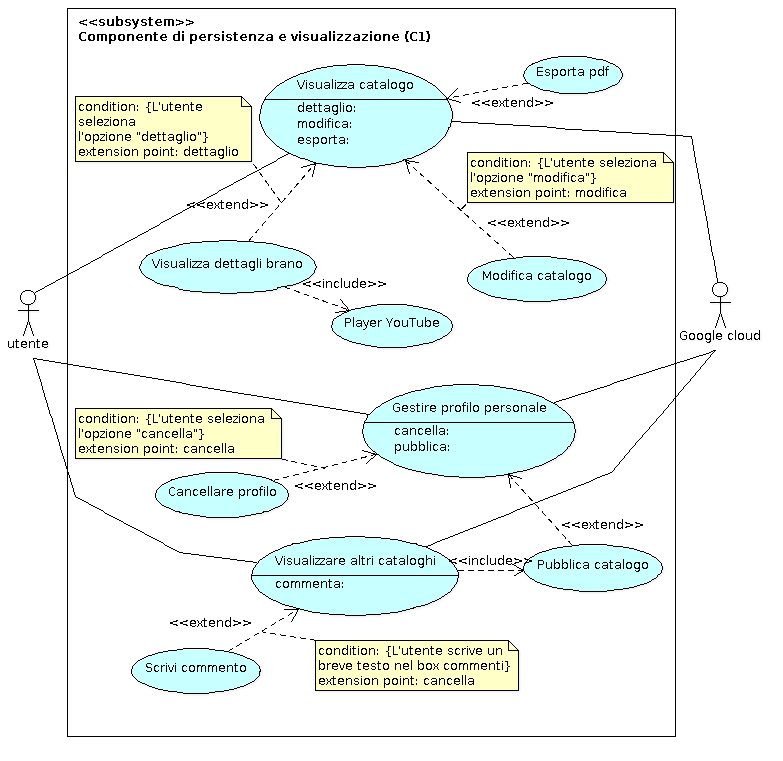 <<subsystem>>
Componente di persistenza e visualizzazione (C1)
Esporta pdf
Visualizza catalogo
dettaglio:
modifica:
esporta:
<<extend>>
condition: {L'utente
seleziona
l'opzione "dettaglio"}
extension point: dettaglio
condition: {L'utente seleziona
l'opzione "modifica"}
extension point: modifica
<<extend>>
<<extend>>
Visualizza dettagli brano
Modifica catalogo
<<include>>
Player YouTube
utente
Google cloud
Gestire profilo personale
cancella:
pubblica:
condition: {L'utente seleziona
l'opzione "cancella"}
extension point: cancella
Cancellare profilo
<<extend>>
<<extend>>
Visualizzare altri cataloghi
commenta:
<<include>>
Pubblica catalogo
<<extend>>
condition: {L'utente scrive un
breve testo nel box commenti}
extension point: cancella
Scrivi commento